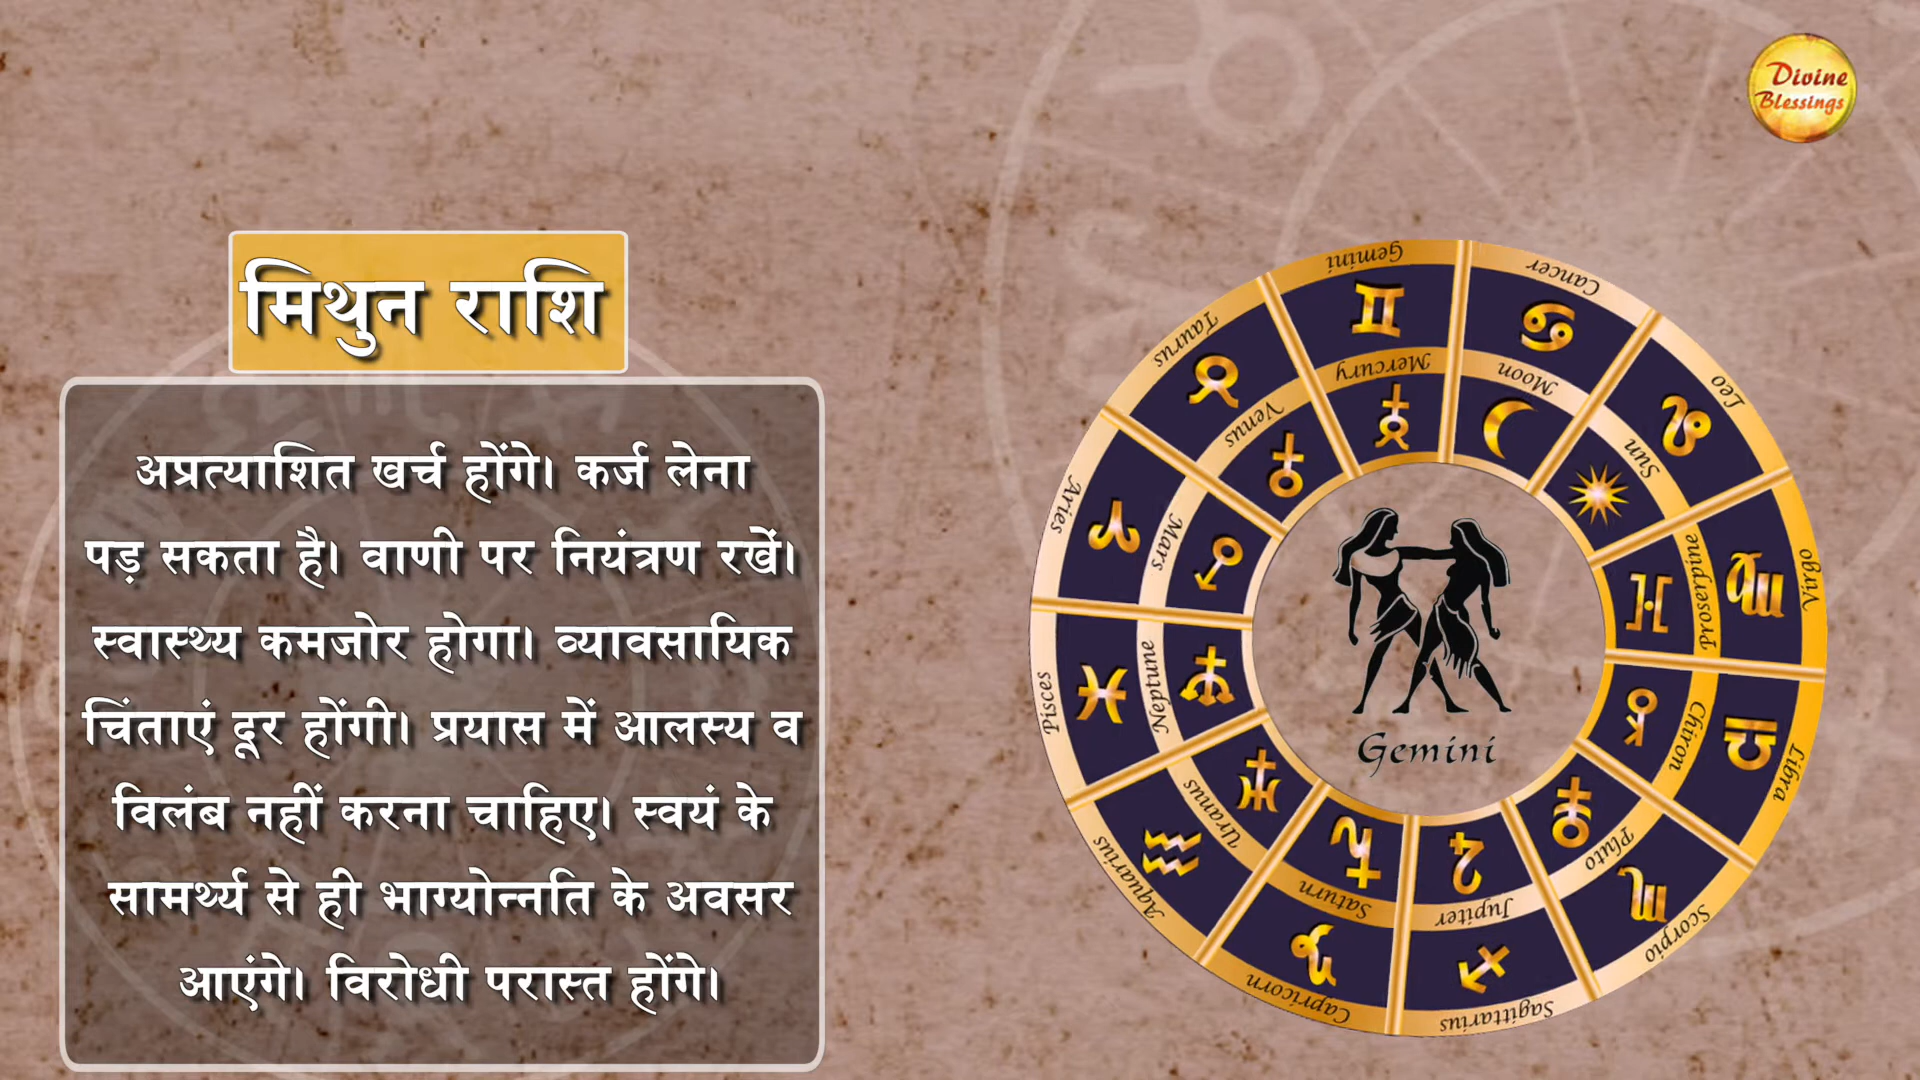 Divine
Blessings
मिथुन राशि
अप्रत्याशित खर्च होंगे। कर्ज लेना
पड़ सकता है। वाणी पर नियंत्रण रखें।
स्वास्थ्य कमजोर होगा। व्यावसायिक
चिंताएं दूर होंगी। प्रयास में आलस्य व
विलंब नहीं करना चाहिए। स्वयं के
सामर्थ्य से ही भाग्योन्नति के अवसर
आएंगे। विरोधी परास्त होंगे।
Gemini
Cancer
Leo
Virgo
Libra
Scorpio
Sagittarius
Capricorn
Aquarius
Pisces
Aries
Taurus
Mercury
Moon
Sun
Proserpine
Chiron
Pluto
Jupiter
Saturn
Uranus
Neptune
Mars
Venus
Gemini